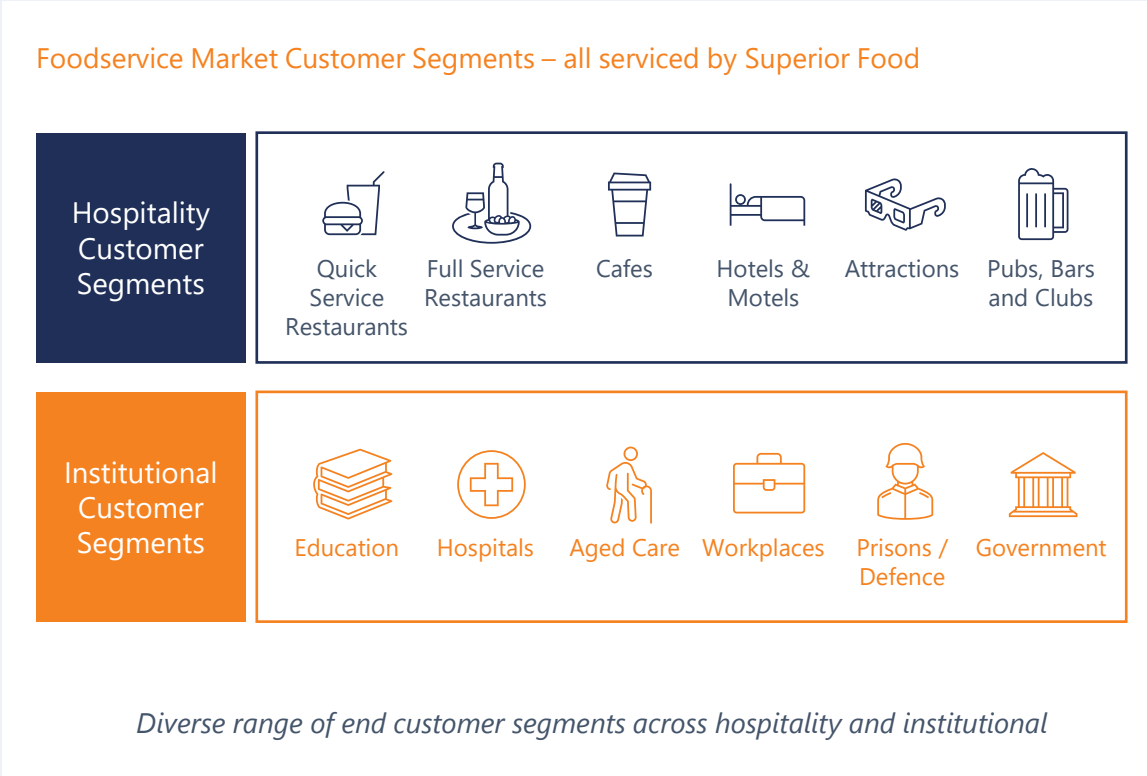 Foodservice Market Customer Segments – all serviced by Superior Food
Hospitality
Customer
Segments
Quick
Service
Restaurants
Full Service
Restaurants
Cafes
Hotels &
Motels
Attractions
Pubs, Bars
and Clubs
Institutional
Customer
Segments
Education
Hospitals
Aged Care
Workplaces
Prisons /
Defence
Government
Diverse range of end customer segments across hospitality and institutional